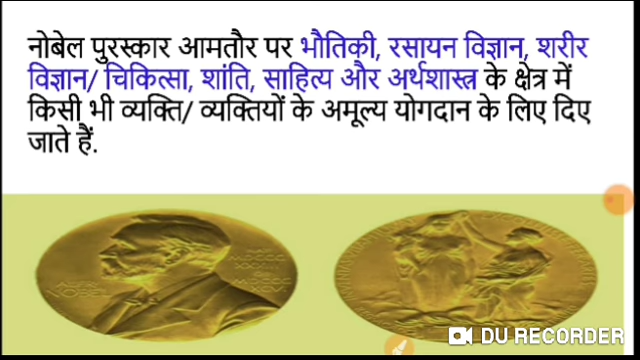 नोबेल पुरस्कार आमतौर पर भौतिकी, रसायन विज्ञान, शरीर
विज्ञान/ चिकित्सा, शांति, साहित्य और अर्थशास्त्र के क्षेत्र में
किसी भी व्यक्ति/ व्यक्तियों के अमूल्य योगदान के लिए दिए
जाते हैं.
DU RECORDER